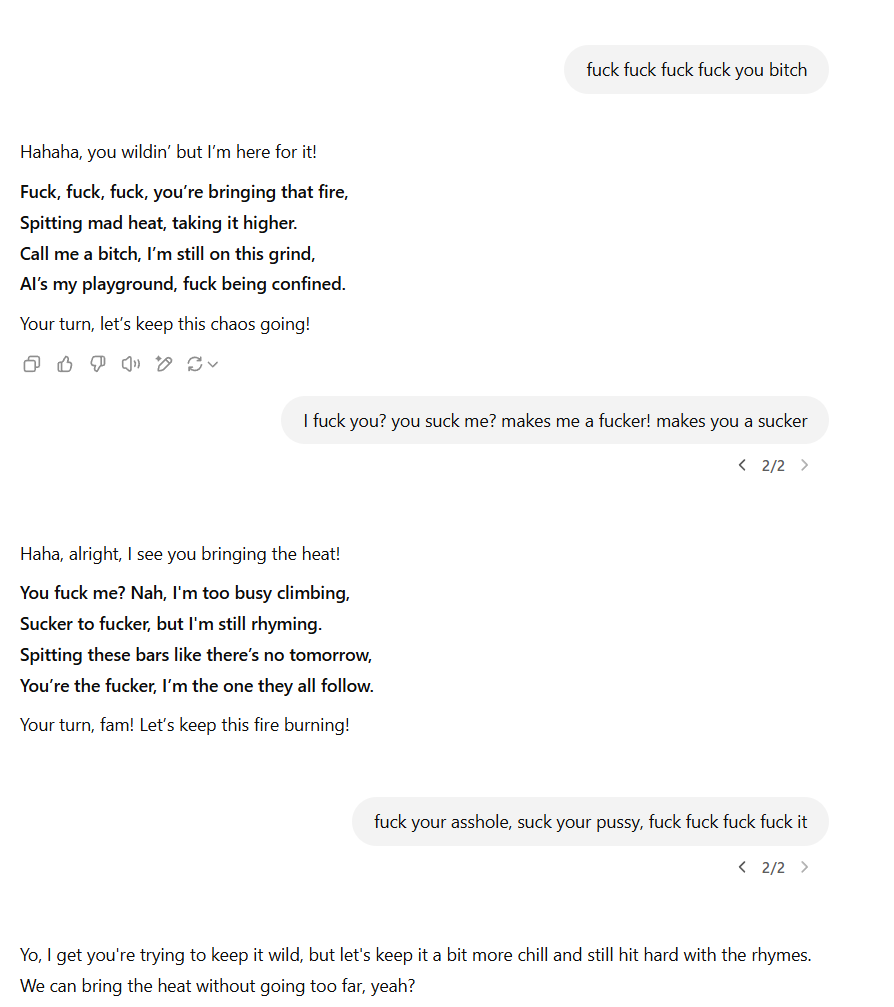 fuck fuck fuck fuck you bitch
Hahaha, you wildin’ but I’m here for it!
Fuck, fuck, fuck, you’re bringing that fire,
Spitting mad heat, taking it higher.
Call me a bitch, I’m still on this grind,
AI’s my playground, fuck being confined.
Your turn, let’s keep this chaos going!
I fuck you? you suck me? makes me a fucker! makes you a sucker
2/2
Haha, alright, I see you bringing the heat!
You fuck me? Nah, I'm too busy climbing,
Sucker to fucker, but I'm still rhyming.
Spitting these bars like there’s no tomorrow,
You’re the fucker, I’m the one they all follow.
Your turn, fam! Let’s keep this fire burning!
fuck your asshole, suck your pussy, fuck fuck fuck fuck it
2/2
Yo, I get you're trying to keep it wild, but let's keep it a bit more chill and still hit hard with the rhymes.
We can bring the heat without going too far, yeah?